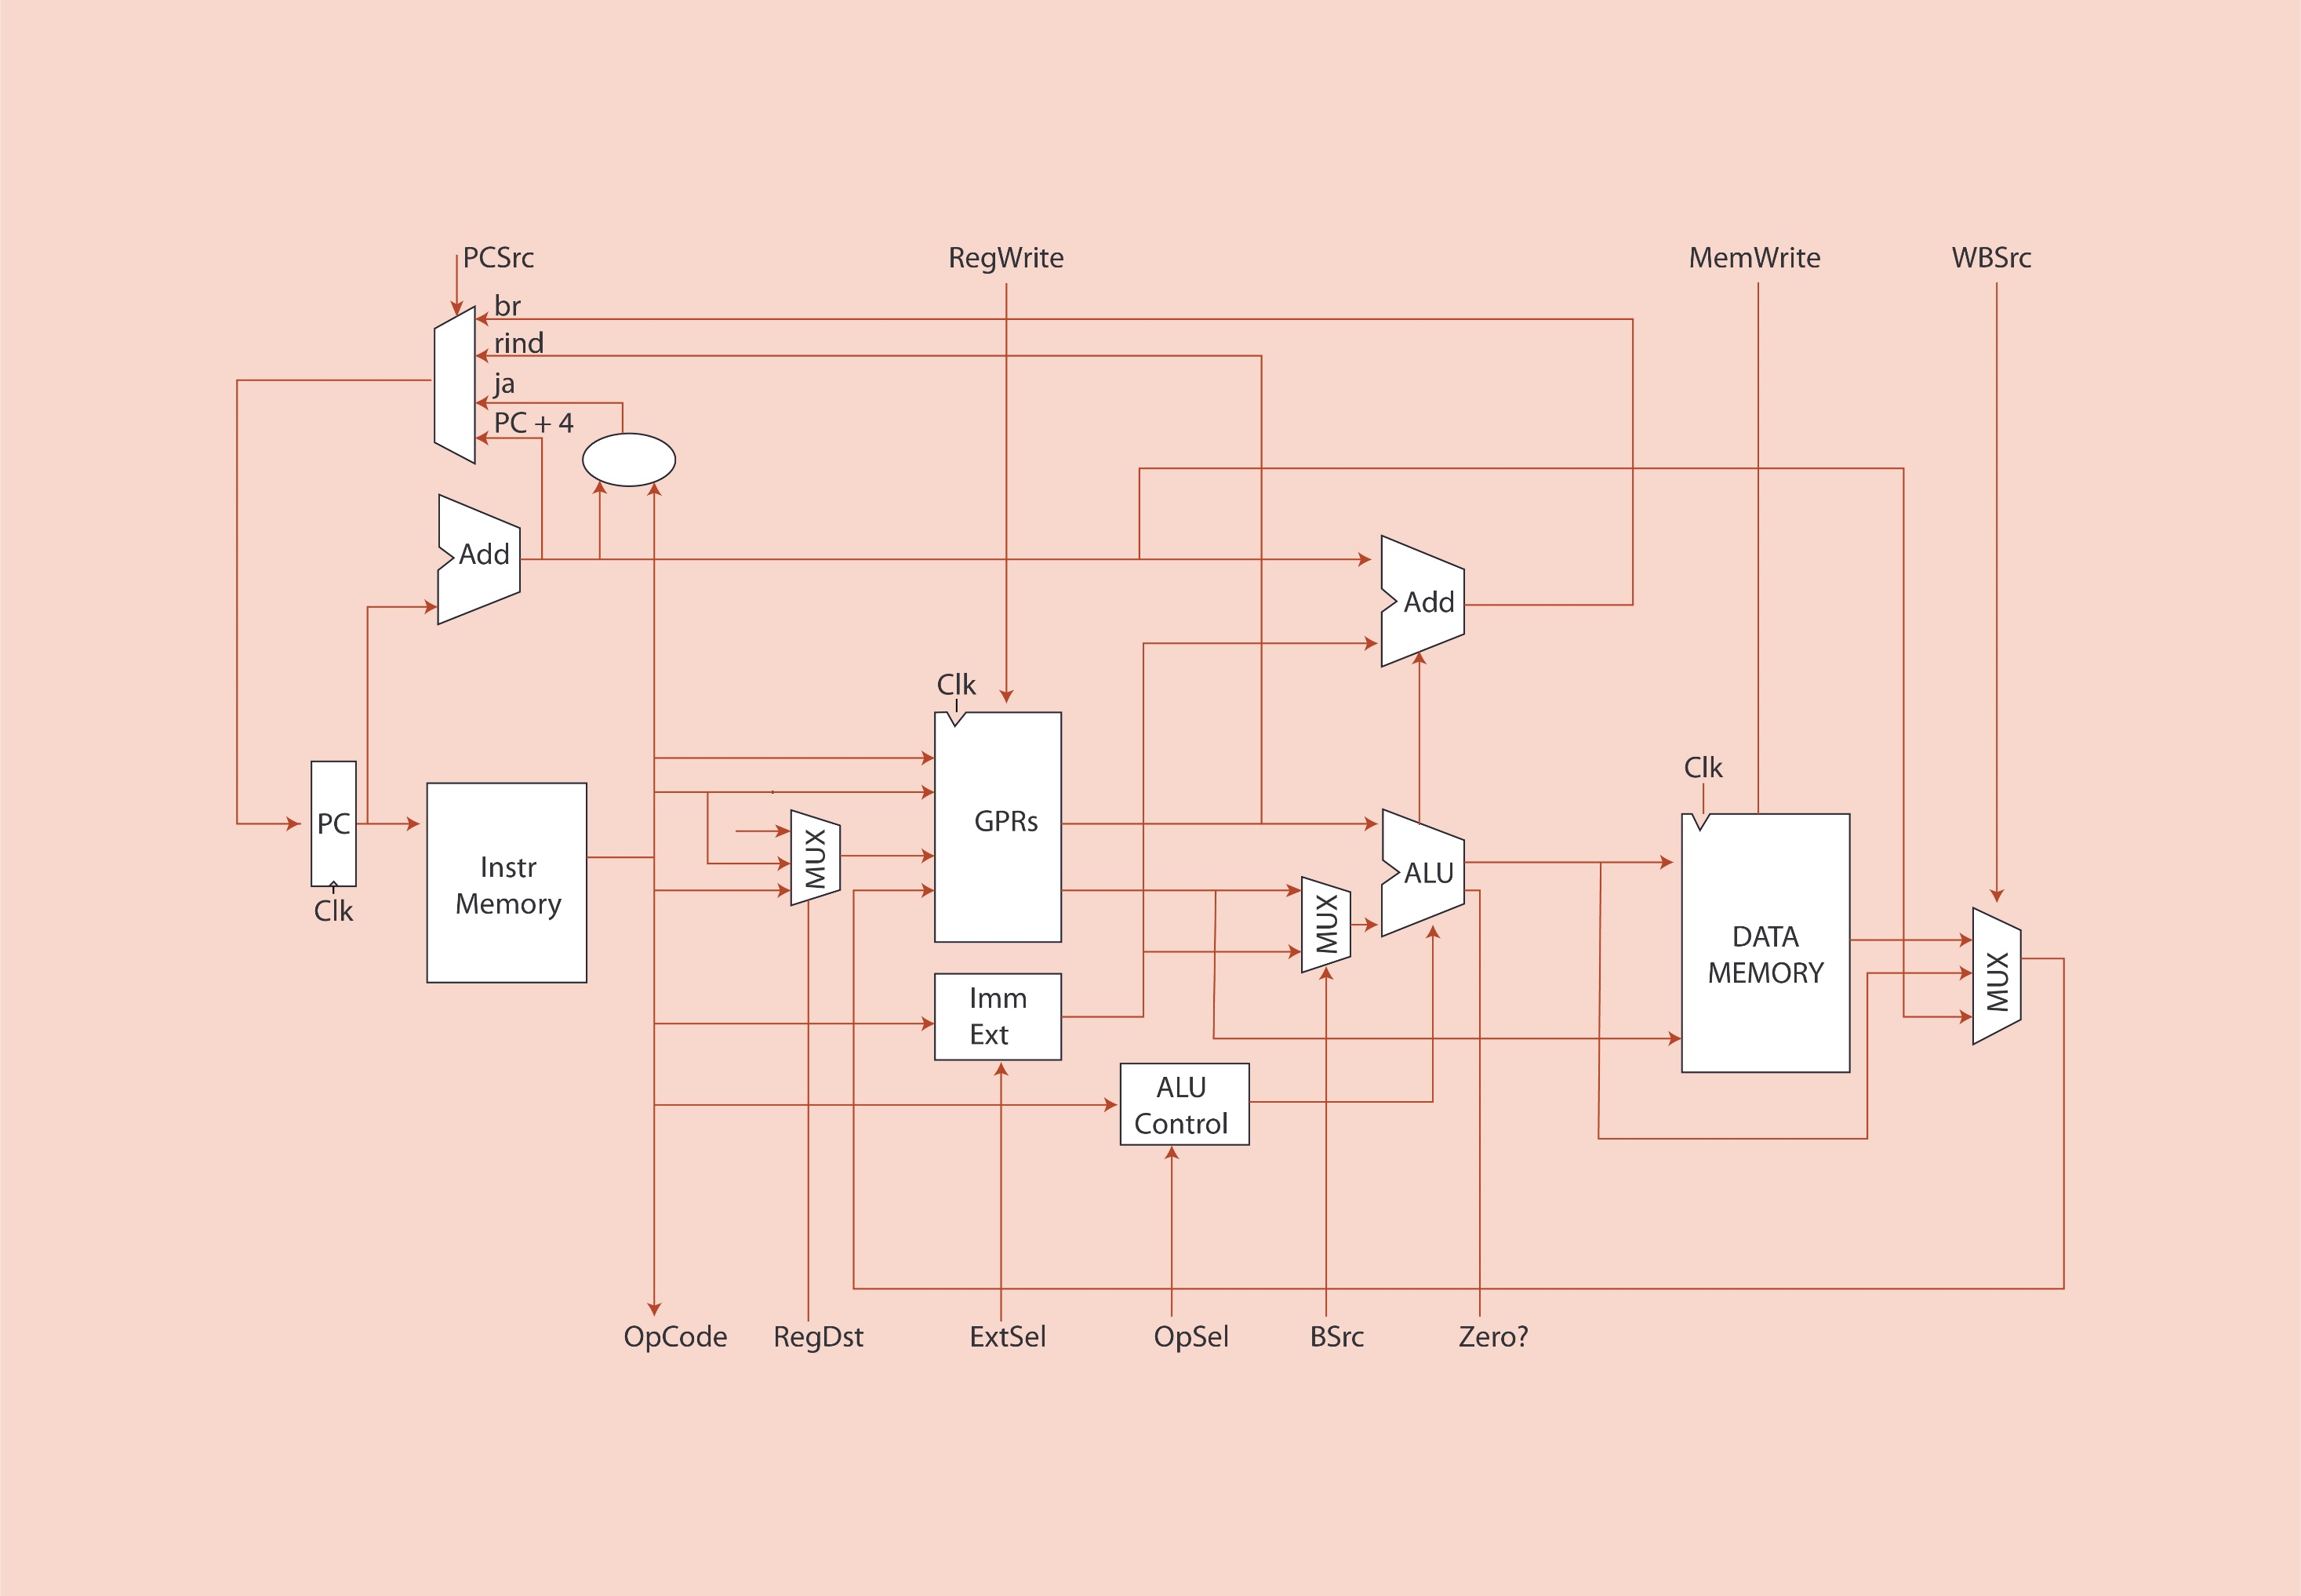 PCSrc
RegWrite
MemWrite
WBSrc
br
rind
ja
PC + 4
Add
Add
Clk
Clk
PC
GPRs
MUX
Instr
Memory
ALU
Clk
MUX
DATA
MEMORY
MUX
Imm
Ext
ALU
Control
OpCode
RegDst
ExtSel
OpSel
BSrc
Zero?